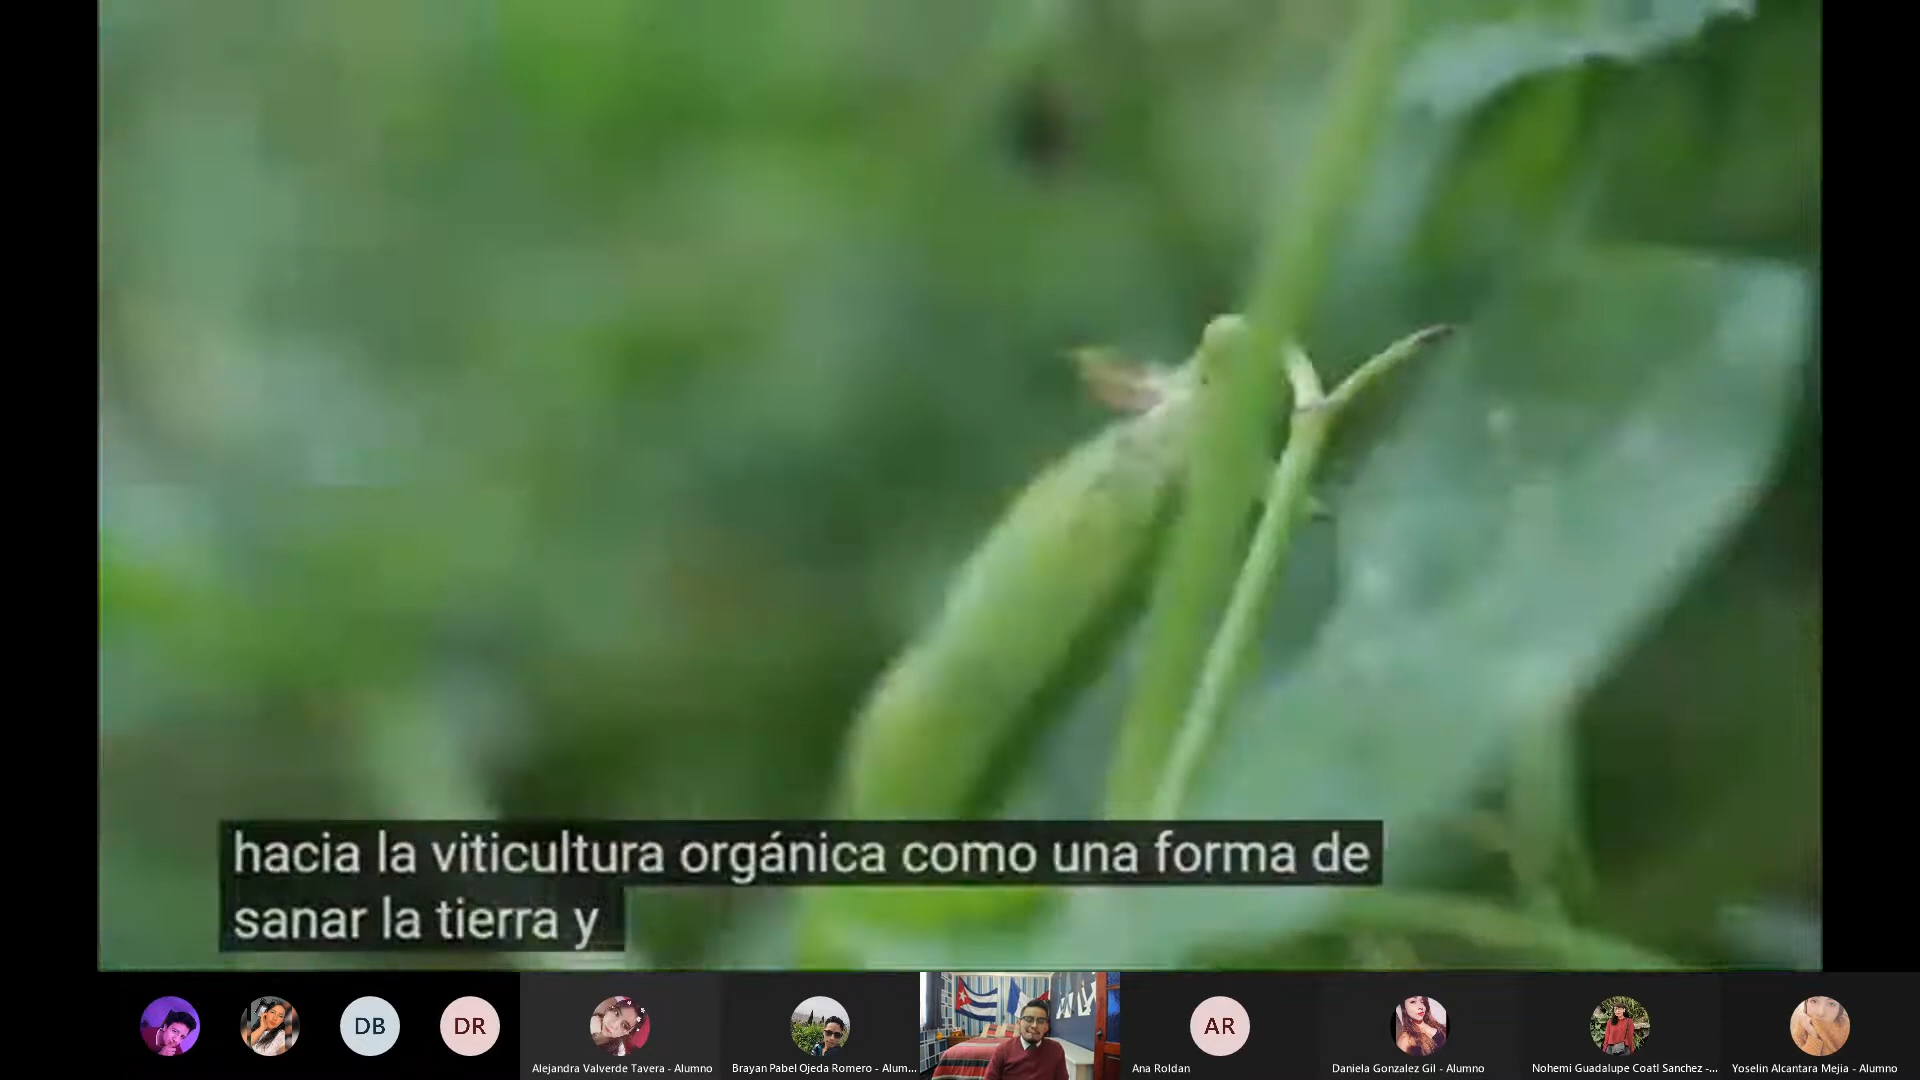 hacia la viticultura orgánica como una forma de
sanar la tierra y
DB
DR
AR
Alejandra Valverde Tavera - Alumno
Brayan Pabel Ojeda Romero - Alum...
Ana Roldan
Daniela Gonzalez Gil - Alumno
Nohemi Guadalupe Coatl Sanchez -...
Yoselin Alcantara Mejia - Alumno